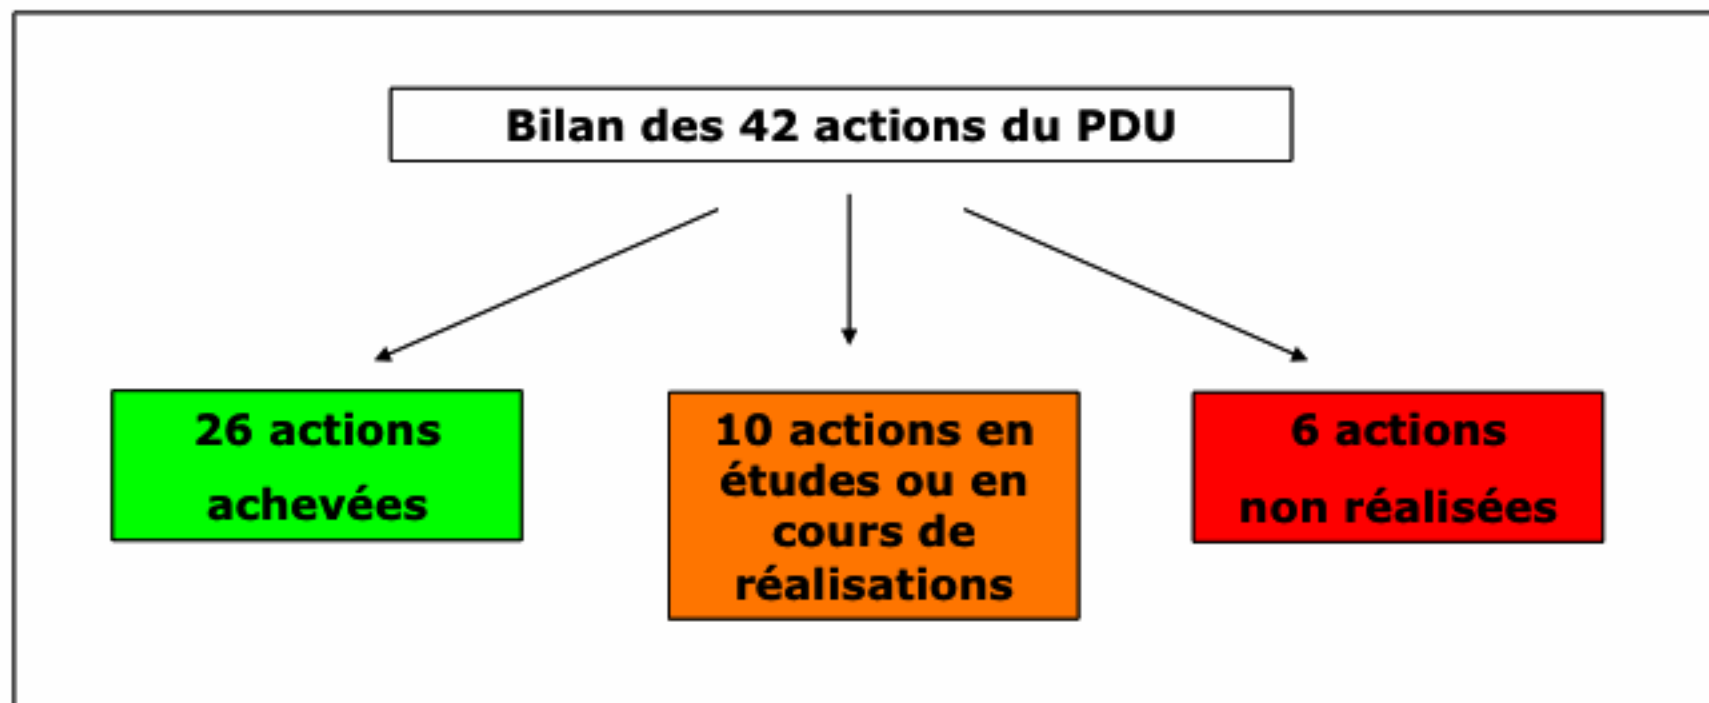 Bilan des 42 actions du PDU
26 actions
achevées
10 actions en
études ou en
cours de
réalisations
6 actions
non réalisées